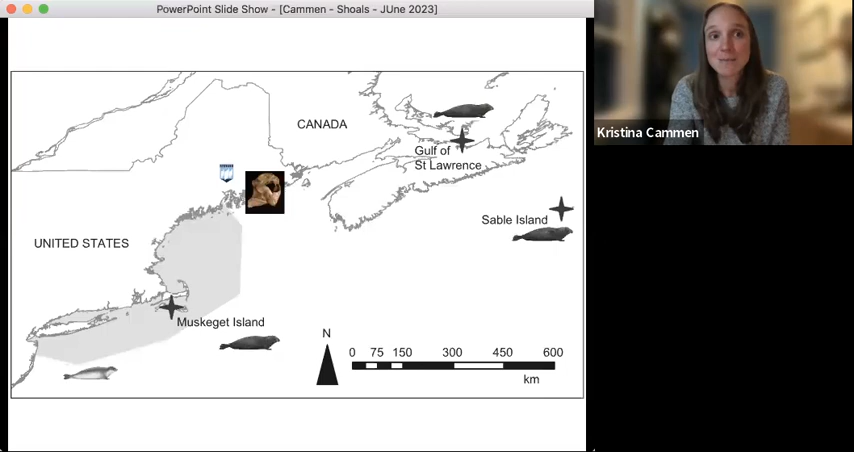 PowerPoint Slide Show - [Cammen - Shoals - JUne 2023]
Kristina Cammen
CANADA
Gulf of
St Lawrence
Sable Island
UNITED STATES
Muskeget Island
N
0 75 150 300 450 600
km